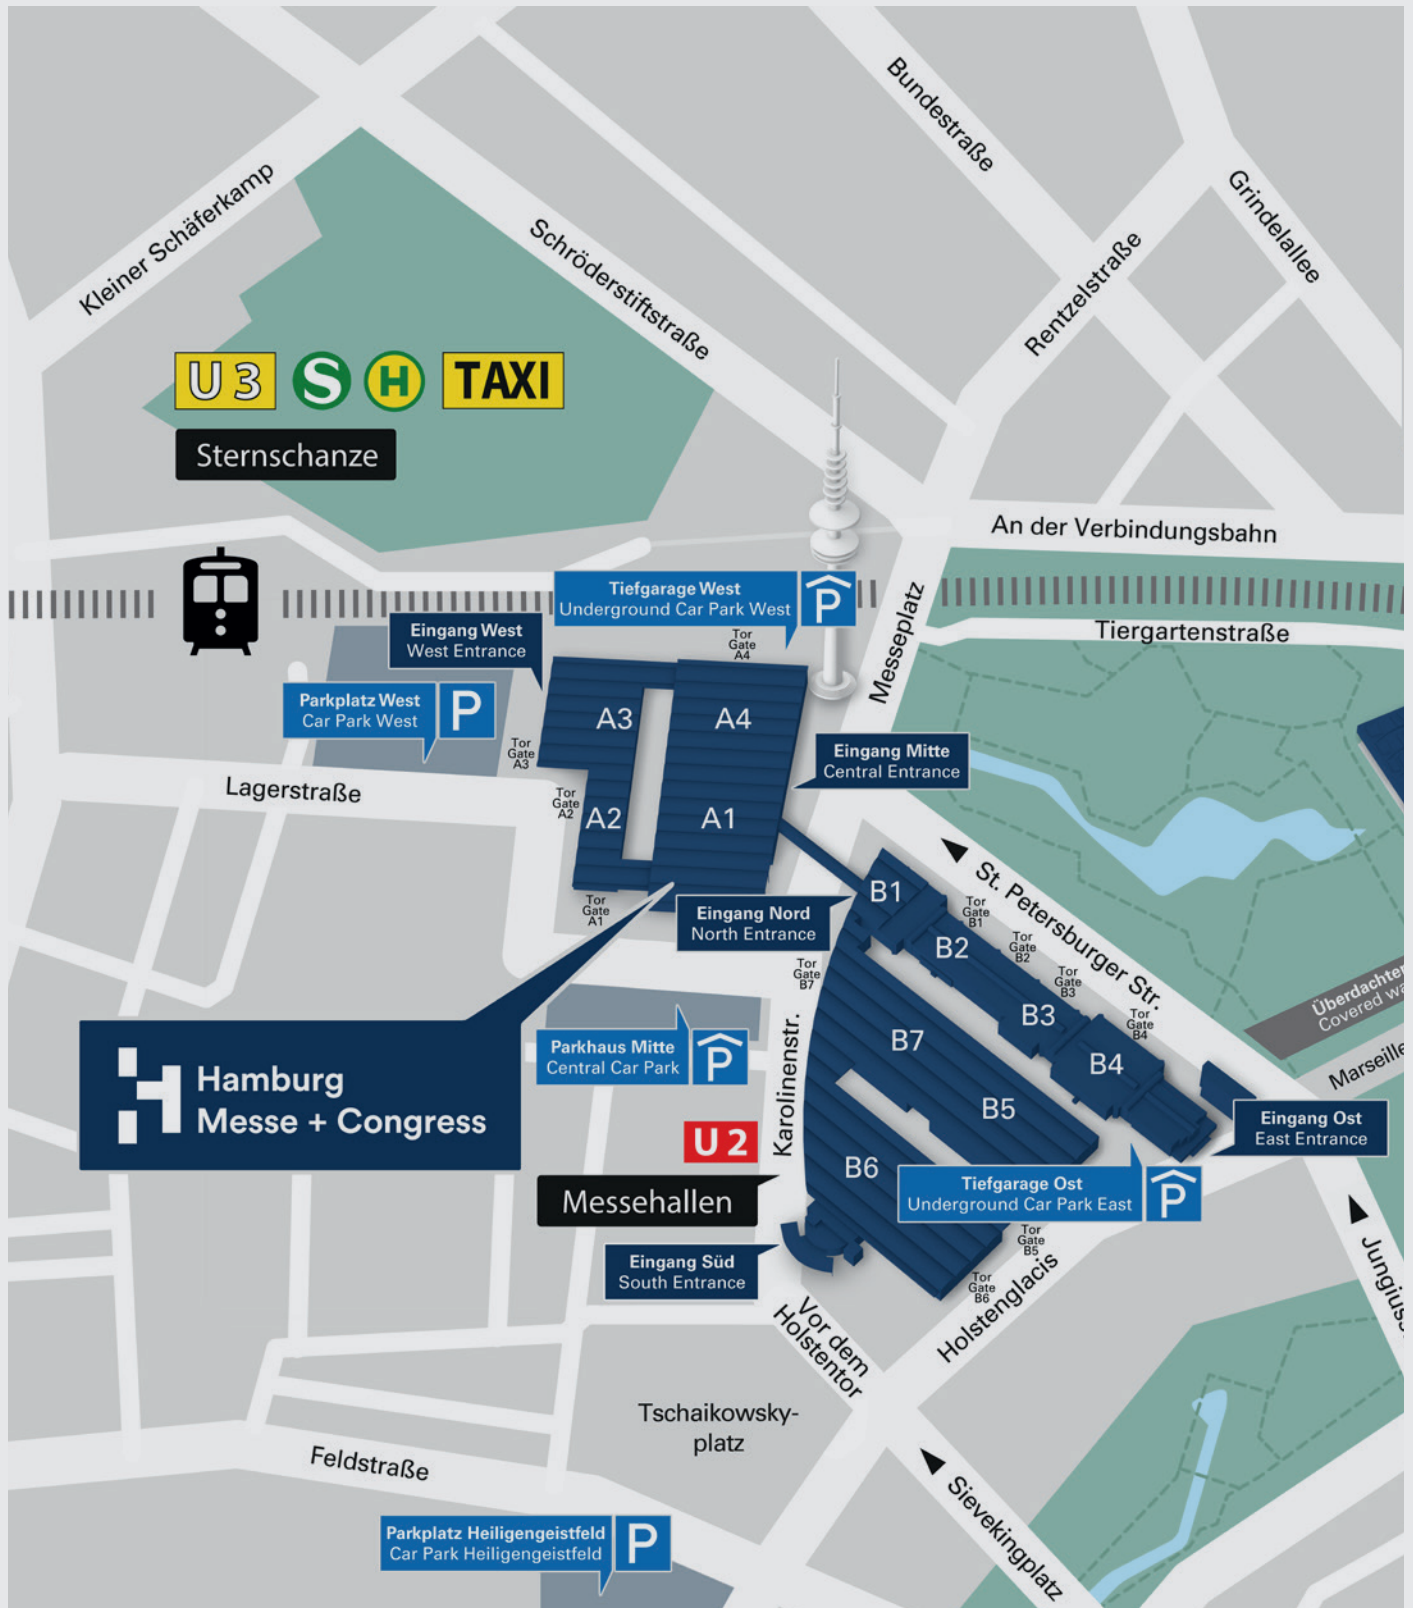 Bundestraße
Kleiner Schäferkamp
Schröderstiftstraße
Grindelallee
Rentzelstraße
U 3
S
H
TAXI
Sternschanze
An der Verbindungsbahn
Tiefgarage West
Underground Car Park West
P
Messeplatz
Tiergartenstraße
Eingang West
West Entrance
Tor
Gate
A4
Parkplatz West
Car Park West
P
A3
A4
Tor
Gate
A3
Eingang Mitte
Central Entrance
Lagerstraße
Tor
Gate
A2
A2
A1
St. Petersburger Str.
B1
Tor
Gate
A1
Eingang Nord
North Entrance
Tor
Gate
B1
B2
Tor
Gate
B2
Tor
Gate
B7
Tor
Gate
B3
Überdachter
Covered wa
B3
Tor
Gate
B4
Parkhaus Mitte
Central Car Park
P
Karolinenstr.
B7
B4
Marseille
Hamburg
Messe + Congress
B5
Eingang Ost
East Entrance
U 2
B6
Messehallen
Tiefgarage Ost
Underground Car Park East
P
Eingang Süd
South Entrance
Tor
Gate
B5
Jungius
Tor
Gate
B6
Holstenglacis
Vor dem
Holstentor
Tschaikowsky-
platz
Feldstraße
Sievekingplatz
Parkplatz Heiligengeistfeld
Car Park Heiligengeistfeld
P